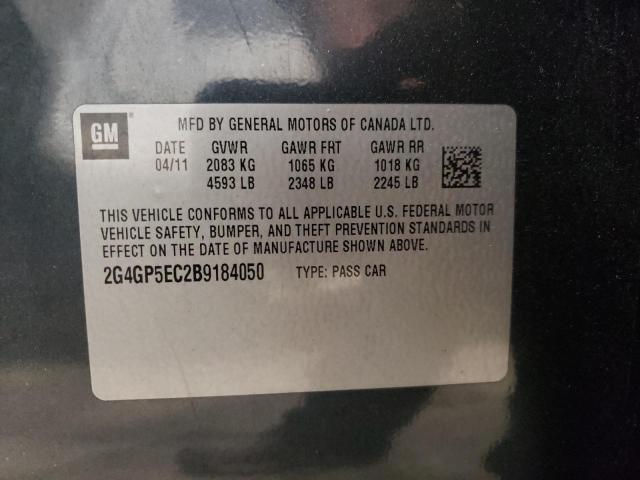 GM ®
MFD BY GENERAL MOTORS OF CANADA LTD.
DATE GVWR GAWR FRT GAWR RR
04/11 2083 KG 1065 KG 1018 KG
4593 LB 2348 LB 2245 LB
THIS VEHICLE CONFORMS TO ALL APPLICABLE U.S. FEDERAL MOTOR
VEHICLE SAFETY, BUMPER, AND THEFT PREVENTION STANDARDS IN
EFFECT ON THE DATE OF MANUFACTURE SHOWN ABOVE.
2G4GP5EC2B9184050 TYPE: PASS CAR